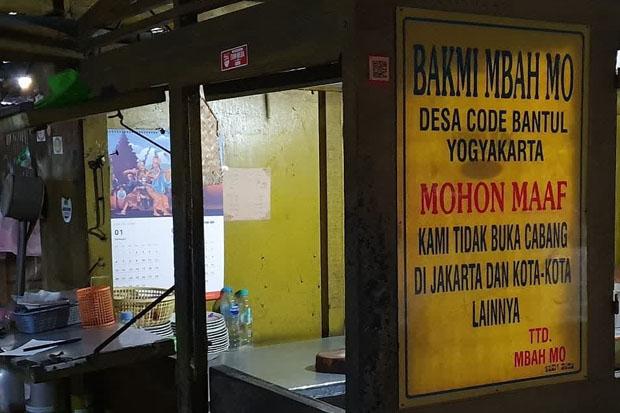 BAKMI MBAH MO
DESA CODE BANTUL
YOGYAKARTA
MOHON MAAF
KAMI TIDAK BUKA CABANG
DI JAKARTA DAN KOTA-KOTA
LAINNYA
TTD.
MBAH MO
01